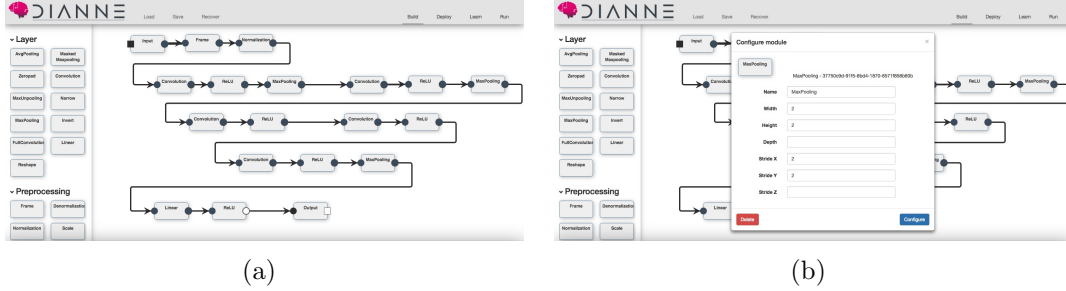 DIANNE Load Save Recover Build Deploy Learn Run
Layer
AvgPooling Masked Maxpooling
Zeropad Convolution
MaxUnpooling Narrow
MaxPooling Invert
FullConvolution Linear
Reshape
Preprocessing
Frame Denormalization
Normalization Scale
Input Frame Normalization
Convolution ReLU MaxPooling Convolution ReLU MaxPooling
Convolution ReLU Convolution ReLU
Convolution ReLU MaxPooling
Linear ReLU Output
(a)
DIANNE Load Save Recover Build Deploy Learn Run
Layer
AvgPooling Masked Maxpooling
Zeropad Convolution
MaxUnpooling Narrow
MaxPooling Invert
FullConvolution Linear
Reshape
Preprocessing
Frame Denormalization
Normalization Scale
Input
ReLU MaxPooling
ReLU
Linear
Configure module ×
MaxPooling
Name MaxPooling
Width 2
Height 2
Depth
Stride X 2
Stride Y 2
Stride Z
Delete Configure
(b)